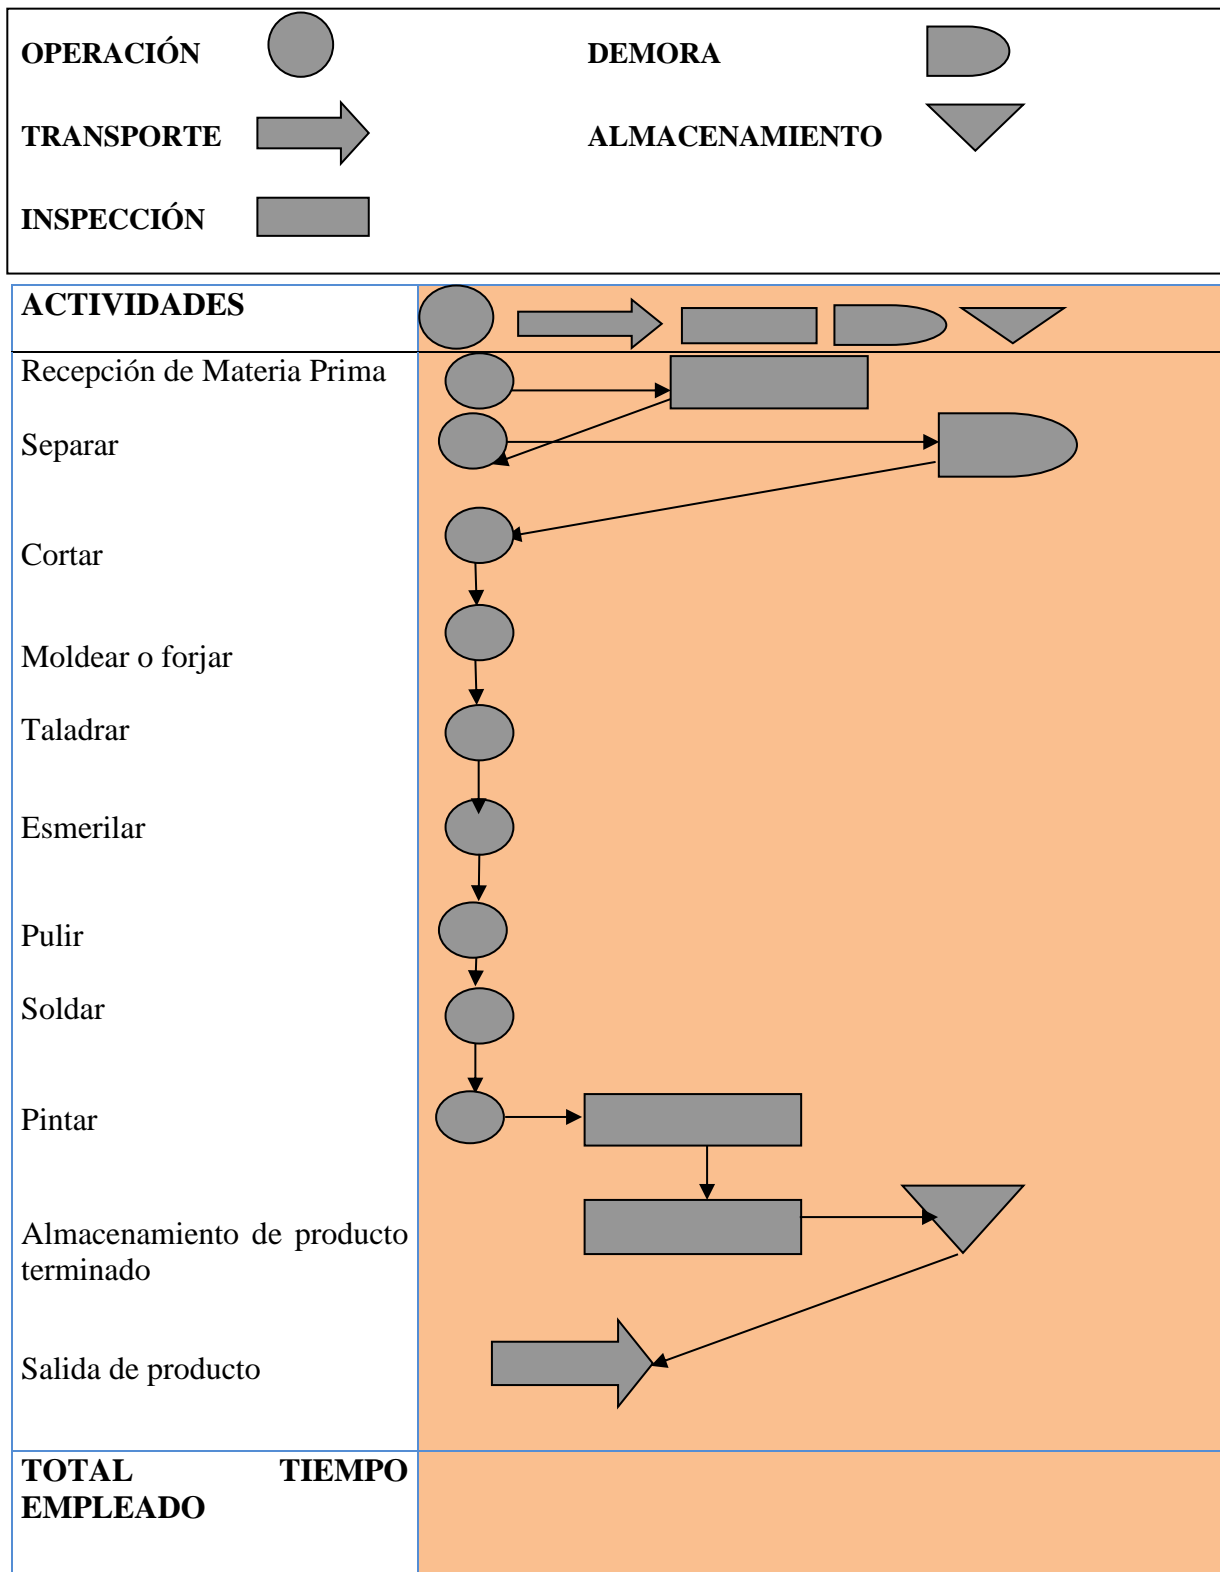 OPERACIÓN
DEMORA
TRANSPORTE
ALMACENAMIENTO
INSPECCIÓN
ACTIVIDADES
Recepción de Materia Prima
Separar
Cortar
Moldear o forjar
Taladrar
Esmerilar
Pulir
Soldar
Pintar
Almacenamiento de producto
terminado
Salida de producto
TOTAL TIEMPO
EMPLEADO